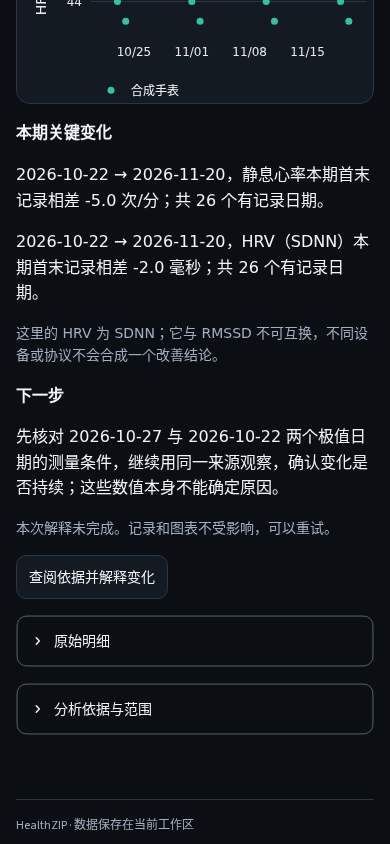 HR
44
10/25 11/01 11/08 11/15
合成手表
本期关键变化
2026-10-22 → 2026-11-20，静息心率本期首末
记录相差 -5.0 次/分；共 26 个有记录日期。
2026-10-22 → 2026-11-20，HRV（SDNN）本
期首末记录相差 -2.0 毫秒；共 26 个有记录日
期。
这里的 HRV 为 SDNN；它与 RMSSD 不可互换，不同设
备或协议不会合成一个改善结论。
下一步
先核对 2026-10-27 与 2026-10-22 两个极值日
期的测量条件，继续用同一来源观察，确认变化是
否持续；这些数值本身不能确定原因。
本次解释未完成。记录和图表不受影响，可以重试。
查阅依据并解释变化
原始明细
分析依据与范围
HealthZIP · 数据保存在当前工作区